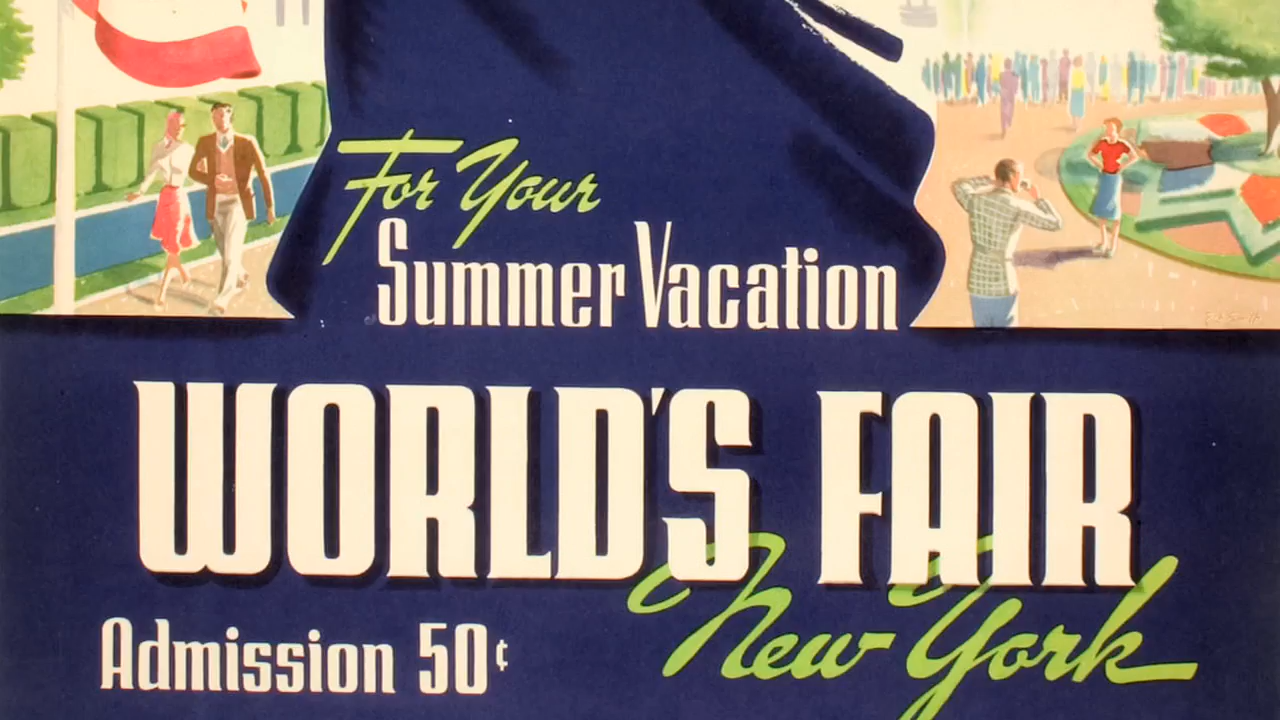 For Your
Summer Vacation
WORLD'S FAIR
New York
Admission 50¢